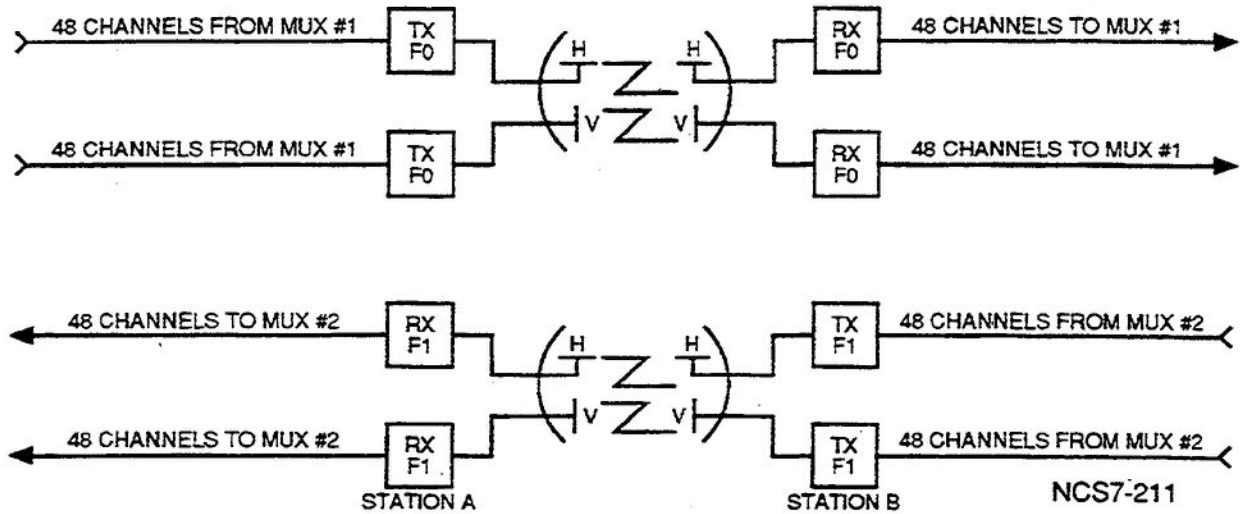 48 CHANNELS FROM MUX #1
TX
F0
H
H
RX
F0
48 CHANNELS TO MUX #1
48 CHANNELS FROM MUX #1
TX
F0
V
V
RX
F0
48 CHANNELS TO MUX #1
48 CHANNELS TO MUX #2
RX
F1
H
H
TX
F1
48 CHANNELS FROM MUX #2
48 CHANNELS TO MUX #2
RX
F1
V
V
TX
F1
48 CHANNELS FROM MUX #2
STATION A
STATION B
NCS7-211